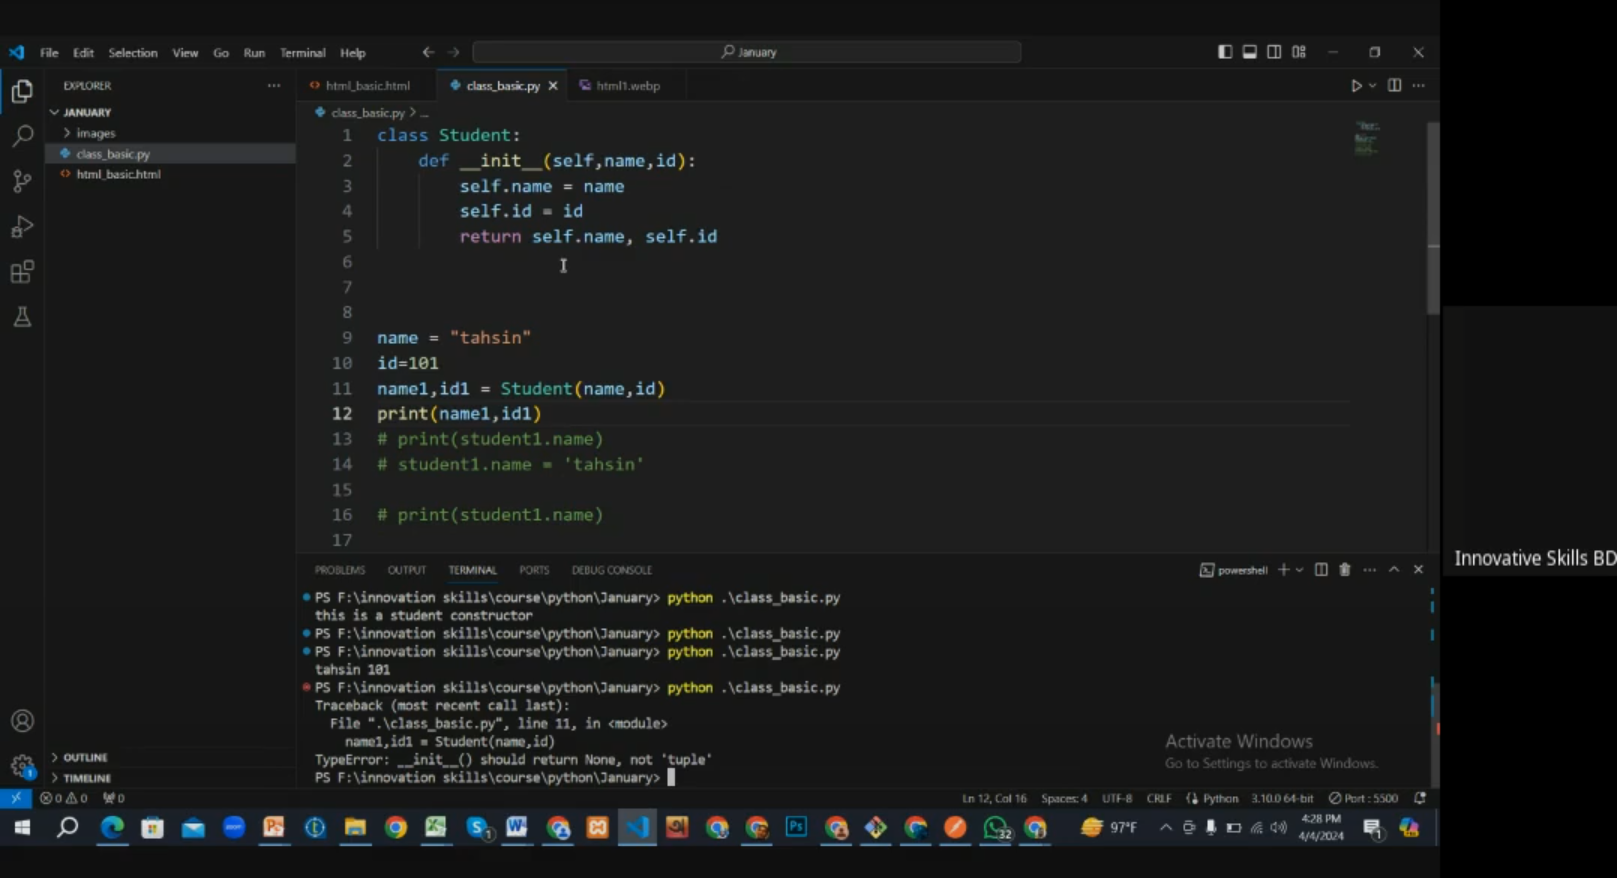 File Edit Selection View Go Run Terminal Help
January
EXPLORER
html_basic.html
class_basic.py
html1.webp
JANUARY
images
class_basic.py
html_basic.html
class_basic.py > ...
1 class Student:
2 def __init__(self,name,id):
3 self.name = name
4 self.id = id
5 return self.name, self.id
6
7
8
9 name = "tahsin"
10 id=101
11 name1,id1 = Student(name,id)
12 print(name1,id1)
13 # print(student1.name)
14 # student1.name = 'tahsin'
15
16 # print(student1.name)
17
Innovative Skills BD
PROBLEMS OUTPUT TERMINAL PORTS DEBUG CONSOLE
powershell
PS F:\innovation skills\course\python\January> python .\class_basic.py
this is a student constructor
PS F:\innovation skills\course\python\January> python .\class_basic.py
PS F:\innovation skills\course\python\January> python .\class_basic.py
tahsin 101
PS F:\innovation skills\course\python\January> python .\class_basic.py
Traceback (most recent call last):
File ".\class_basic.py", line 11, in <module>
name1,id1 = Student(name,id)
TypeError: __init__() should return None, not 'tuple'
PS F:\innovation skills\course\python\January>
Activate Windows
Go to Settings to activate Windows.
OUTLINE
TIMELINE
0 0 0
Ln 12, Col 16 Spaces: 4 UTF-8 CRLF Python 3.10.0 64-bit Port : 5500
97°F
4:28 PM
4/4/2024